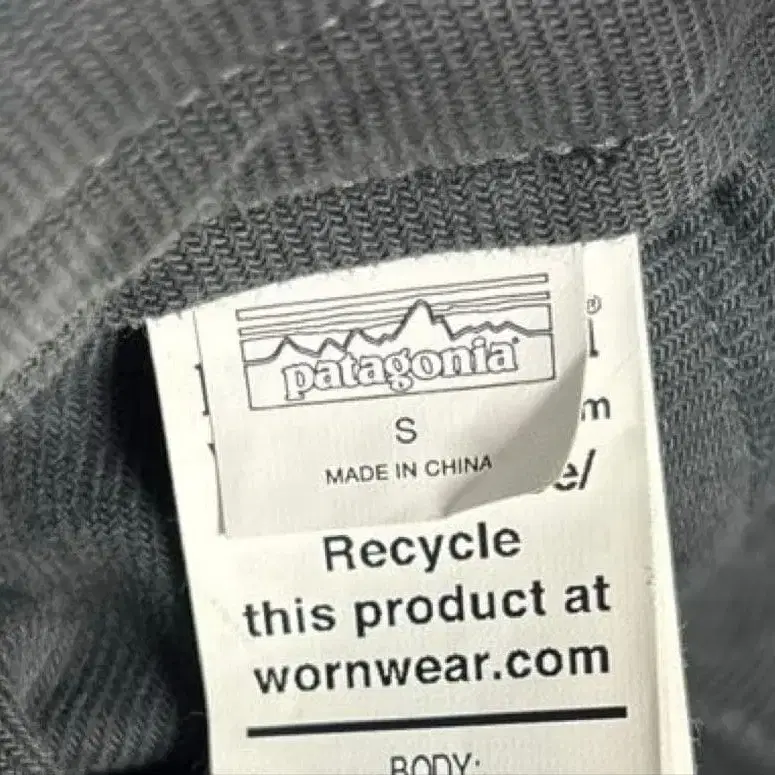 patagonia®
S
MADE IN CHINA
Recycle
this product at
wornwear.com
BODY: